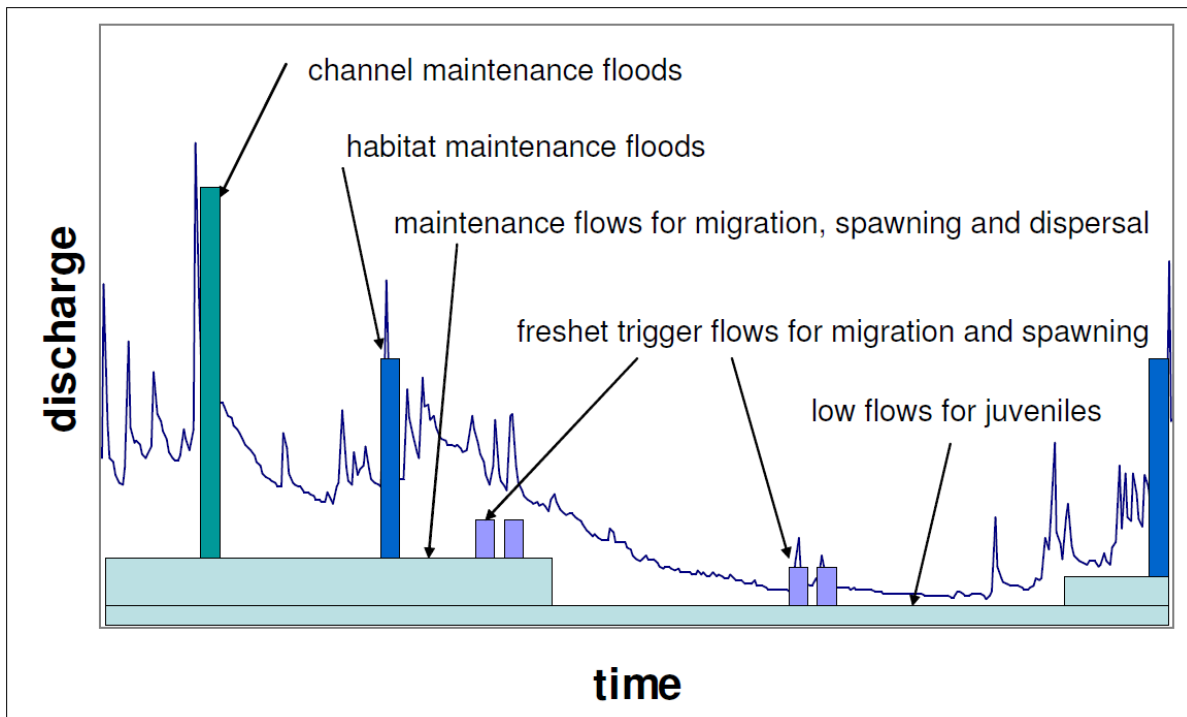 channel maintenance floods
habitat maintenance floods
maintenance flows for migration, spawning and dispersal
freshet trigger flows for migration and spawning
low flows for juveniles
discharge
time